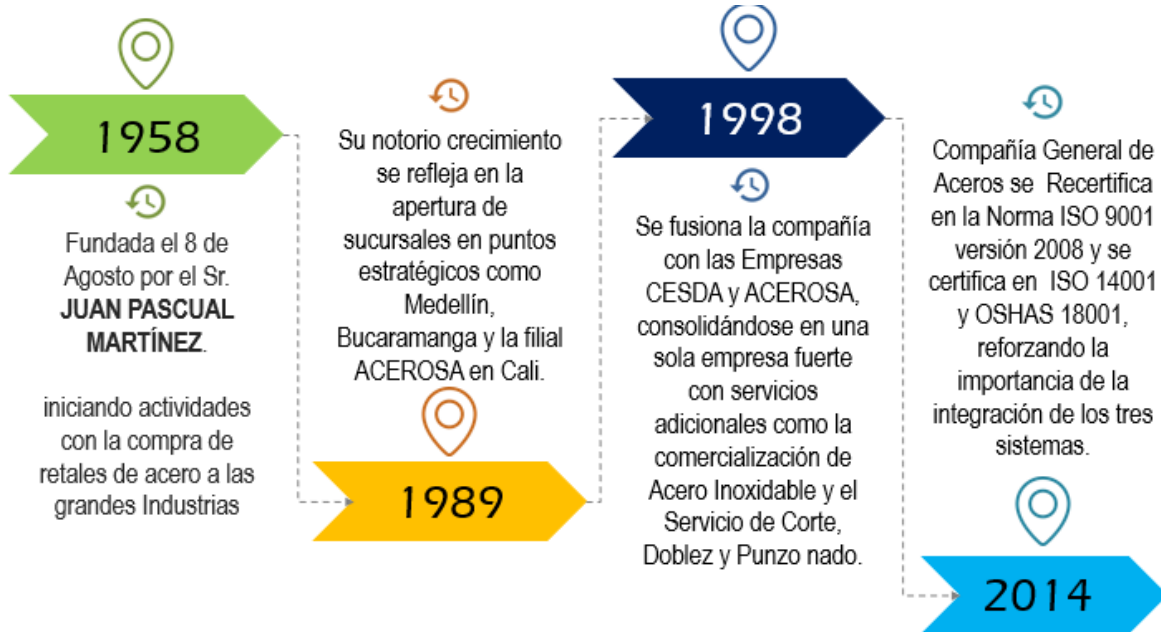 1958
Fundada el 8 de
Agosto por el Sr.
JUAN PASCUAL
MARTÍNEZ.
iniciando actividades
con la compra de
retales de acero a las
grandes Industrias
Su notorio crecimiento
se refleja en la
apertura de
sucursales en puntos
estratégicos como
Medellín,
Bucaramanga y la filial
ACEROSA en Cali.
1989
1998
Se fusiona la compañía
con las Empresas
CESDA y ACEROSA,
consolidándose en una
sola empresa fuerte
con servicios
adicionales como la
comercialización de
Acero Inoxidable y el
Servicio de Corte,
Doblez y Punzo nado.
Compañía General de
Aceros se Recertifica
en la Norma ISO 9001
versión 2008 y se
certifica en ISO 14001
y OSHAS 18001,
reforzando la
importancia de la
integración de los tres
sistemas.
2014